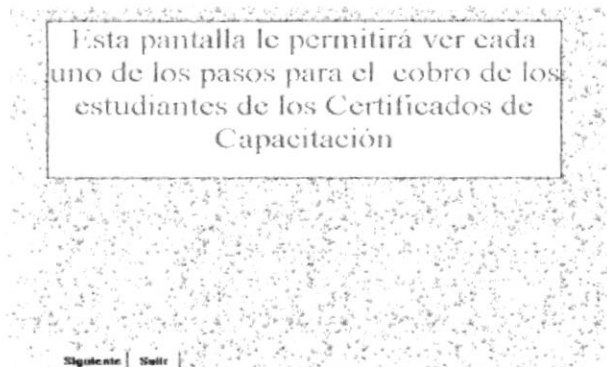 Esta pantalla le permitirá ver cada
uno de los pasos para el cobro de los
estudiantes de los Certificados de
Capacitación
Siguiente Salir